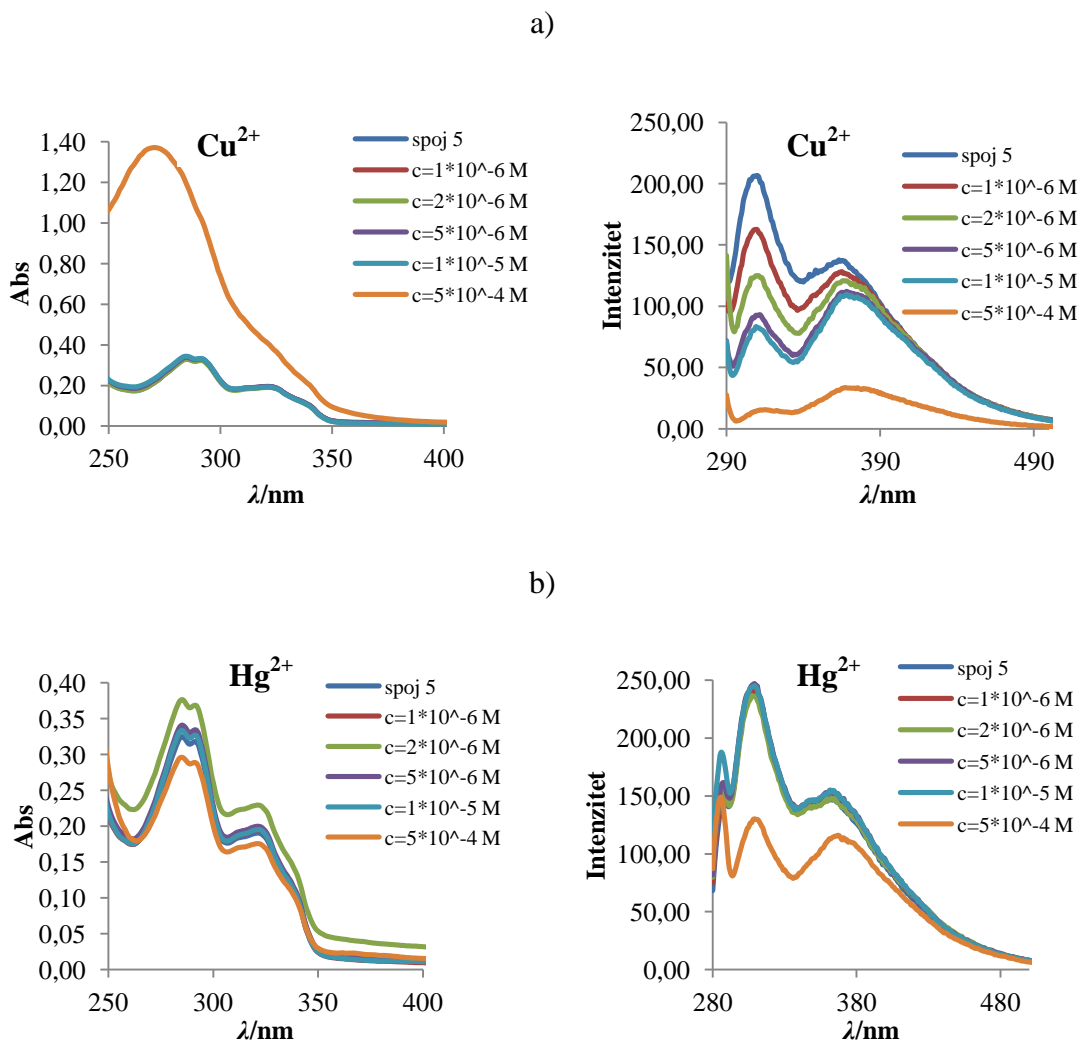 a)
Cu2+
Abs
1,40
1,20
1,00
0,80
0,60
0,40
0,20
0,00
250
300
350
400
λ/nm
spoj 5
c=1*10^-6 M
c=2*10^-6 M
c=5*10^-6 M
c=1*10^-5 M
c=5*10^-4 M
Cu2+
Intenzitet
250,00
200,00
150,00
100,00
50,00
0,00
290
390
490
λ/nm
spoj 5
c=1*10^-6 M
c=2*10^-6 M
c=5*10^-6 M
c=1*10^-5 M
c=5*10^-4 M
b)
Hg2+
Abs
0,40
0,35
0,30
0,25
0,20
0,15
0,10
0,05
0,00
250
300
350
400
λ/nm
spoj 5
c=1*10^-6 M
c=2*10^-6 M
c=5*10^-6 M
c=1*10^-5 M
c=5*10^-4 M
Hg2+
Intenzitet
250,00
200,00
150,00
100,00
50,00
0,00
280
380
480
λ/nm
spoj 5
c=1*10^-6 M
c=2*10^-6 M
c=5*10^-6 M
c=1*10^-5 M
c=5*10^-4 M